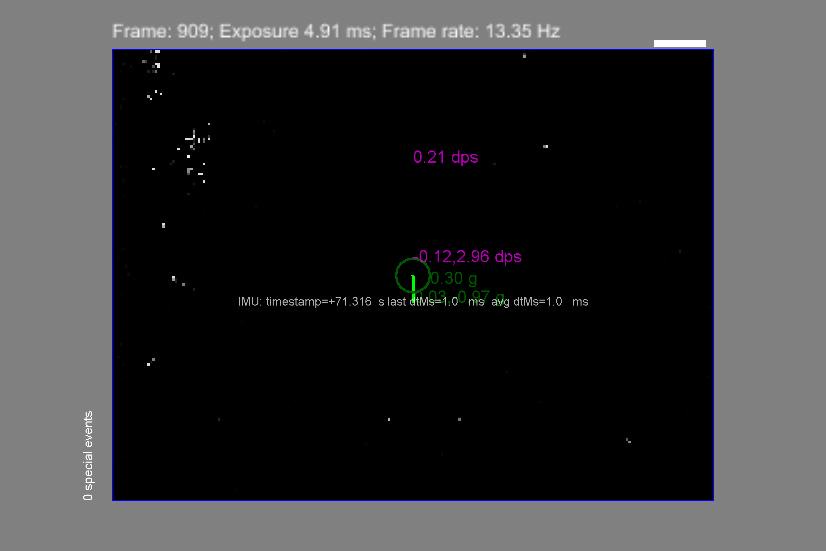 Frame: 909; Exposure 4.91 ms; Frame rate: 13.35 Hz
0.21 dps
-0.12,2.96 dps
0.30 g
IMU: timestamp=+71.316 s last dtMs=1.0 ms avg dtMs=1.0 ms
0 special events